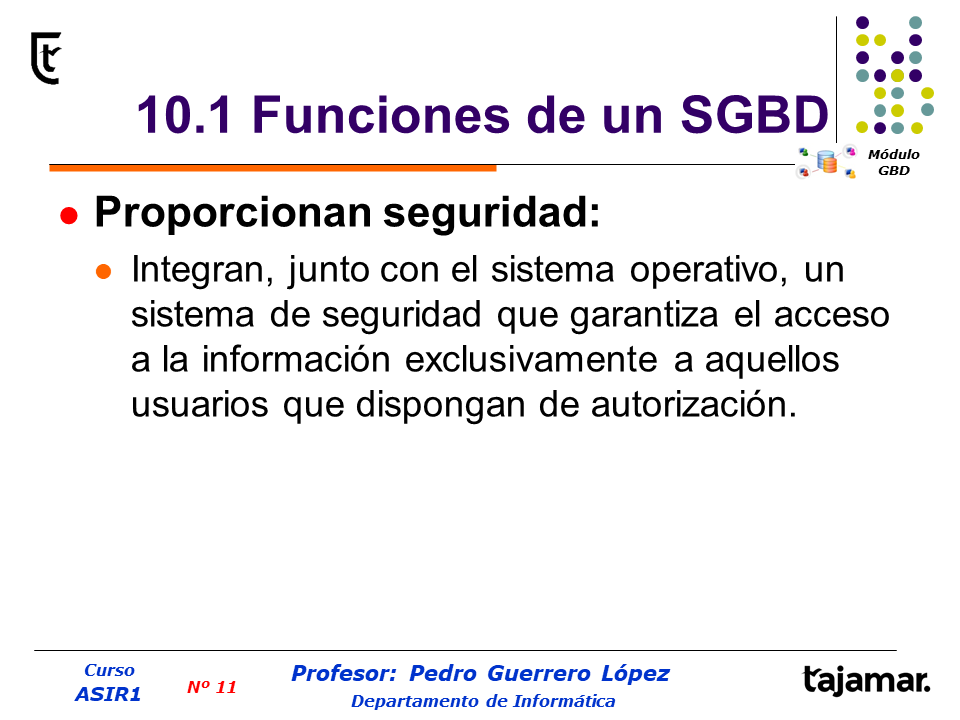 10.1 Funciones de un SGBD
Módulo
GBD
Proporcionan seguridad:
Integran, junto con el sistema operativo, un
sistema de seguridad que garantiza el acceso
a la información exclusivamente a aquellos
usuarios que dispongan de autorización.
Curso
ASIR1
Nº 11
Profesor: Pedro Guerrero López
Departamento de Informática
tajamar.